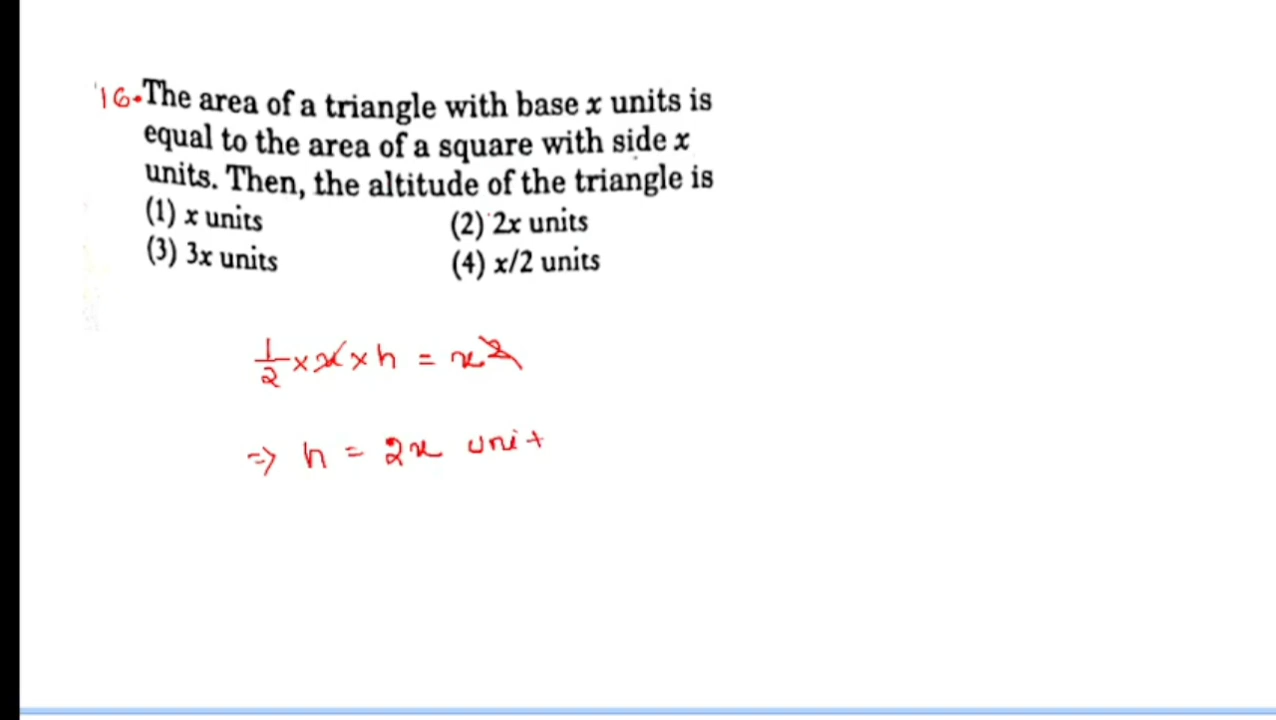 16. The area of a triangle with base x units is
equal to the area of a square with side x
units. Then, the altitude of the triangle is
(1) x units (2) 2x units
(3) 3x units (4) x/2 units
1/2 × x × h = x²
⇒ h = 2x unit